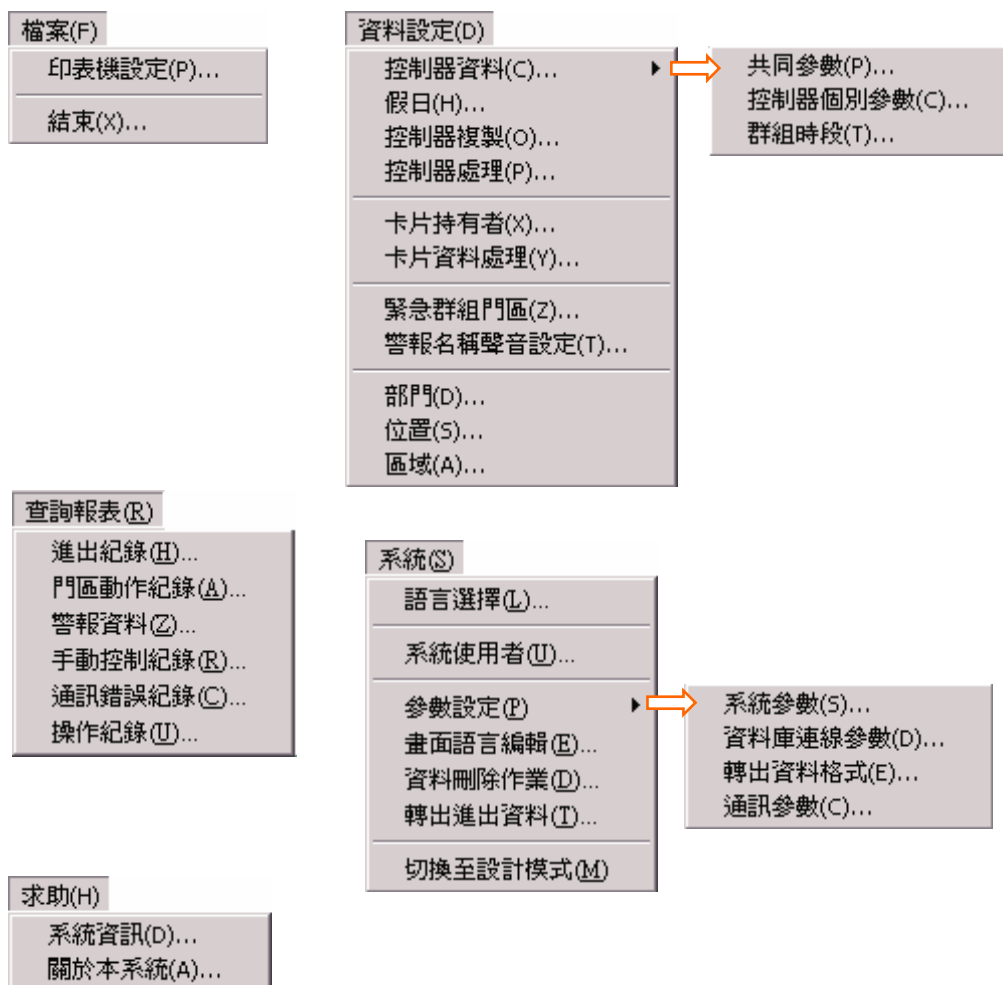 檔案(F)
印表機設定(P)...
結束(X)...
資料設定(D)
控制器資料(C)...
假日(H)...
控制器複製(O)...
控制器處理(P)...
卡片持有者(X)...
卡片資料處理(Y)...
緊急群組門區(Z)...
警報名稱聲音設定(T)...
部門(D)...
位置(S)...
區域(A)...
共同參數(P)...
控制器個別參數(C)...
群組時段(T)...
查詢報表(R)
進出紀錄(H)...
門區動作紀錄(A)...
警報資料(Z)...
手動控制紀錄(R)...
通訊錯誤紀錄(C)...
操作紀錄(U)...
系統(S)
語言選擇(L)...
系統使用者(U)...
參數設定(P)
畫面語言編輯(E)...
資料刪除作業(D)...
轉出進出資料(T)...
切換至設計模式(M)
系統參數(S)...
資料庫連線參數(D)...
轉出資料格式(E)...
通訊參數(C)...
求助(H)
系統資訊(D)...
關於本系統(A)...